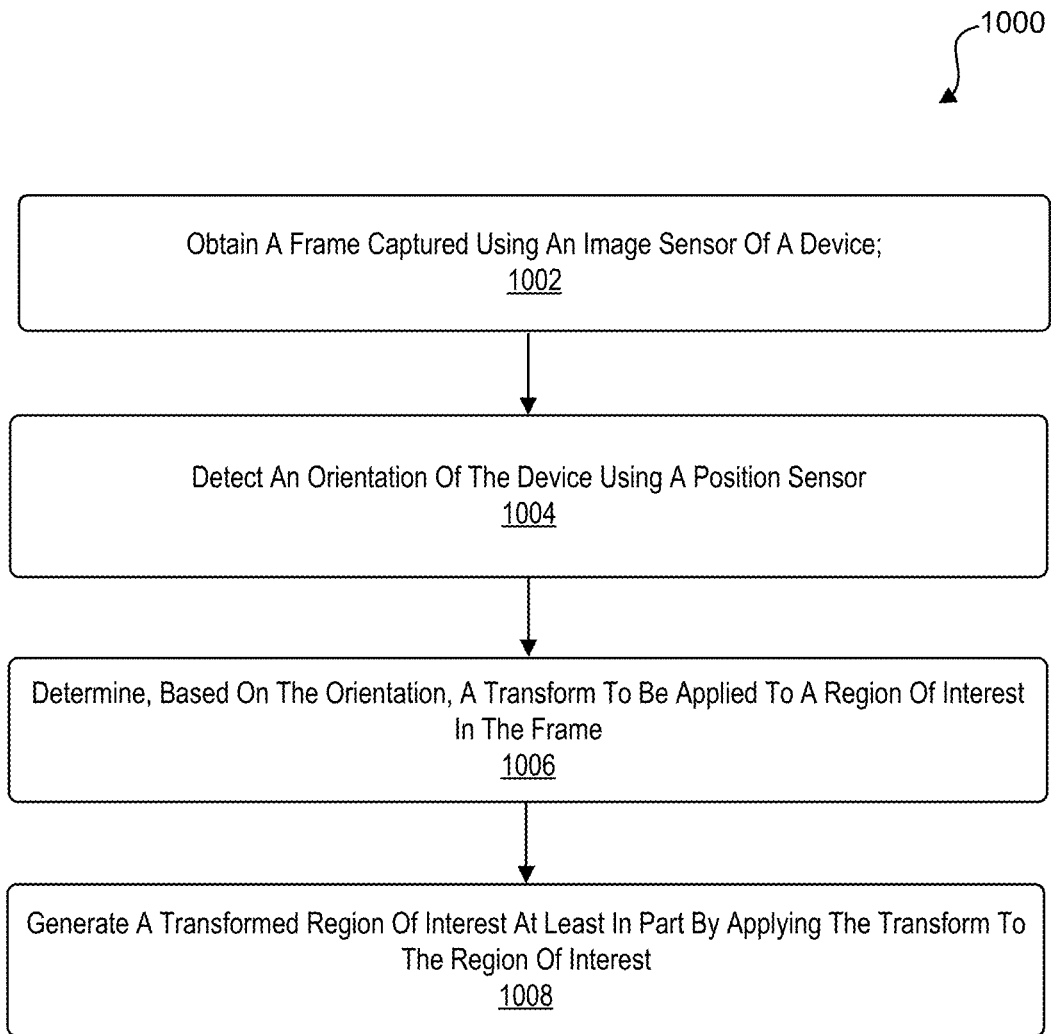 1000
Obtain A Frame Captured Using An Image Sensor Of A Device;
1002
Detect An Orientation Of The Device Using A Position Sensor
1004
Determine, Based On The Orientation, A Transform To Be Applied To A Region Of Interest
In The Frame
1006
Generate A Transformed Region Of Interest At Least In Part By Applying The Transform To
The Region Of Interest
1008